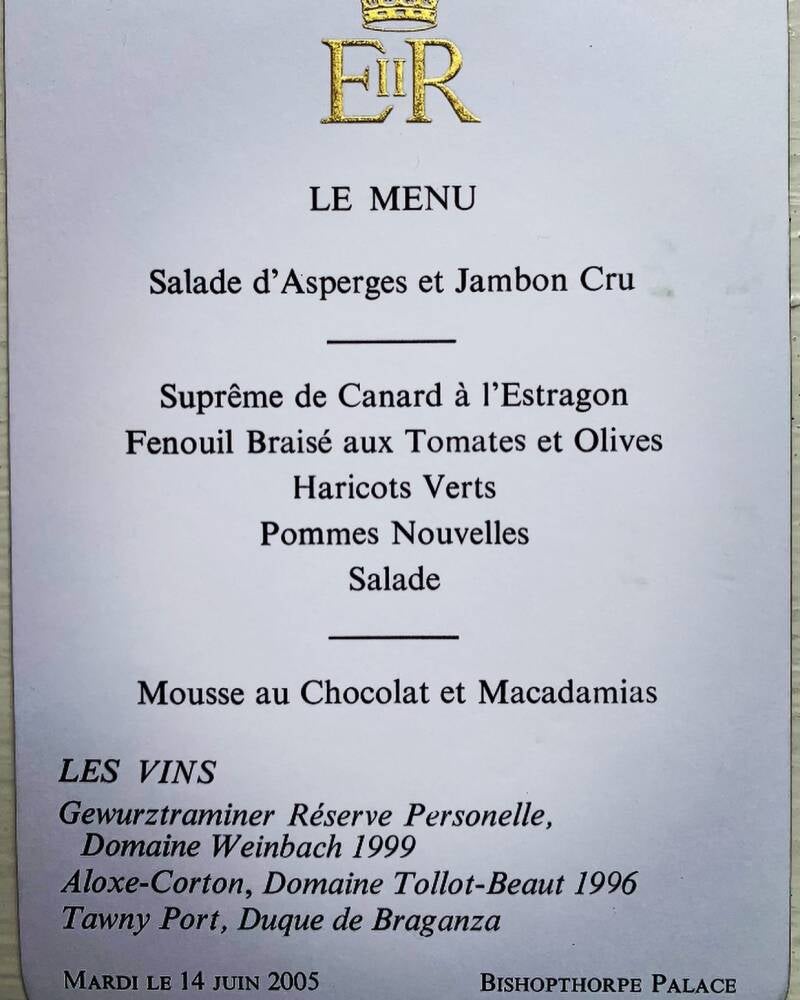 EIIR
LE MENU
Salade d’Asperges et Jambon Cru
Suprême de Canard à l’Estragon
Fenouil Braisé aux Tomates et Olives
Haricots Verts
Pommes Nouvelles
Salade
Mousse au Chocolat et Macadamias
LES VINS
Gewurztraminer Réserve Personelle,
Domaine Weinbach 1999
Aloxe-Corton, Domaine Tollot-Beaut 1996
Tawny Port, Duque de Braganza
MARDI LE 14 JUIN 2005
BISHOPTHORPE PALACE